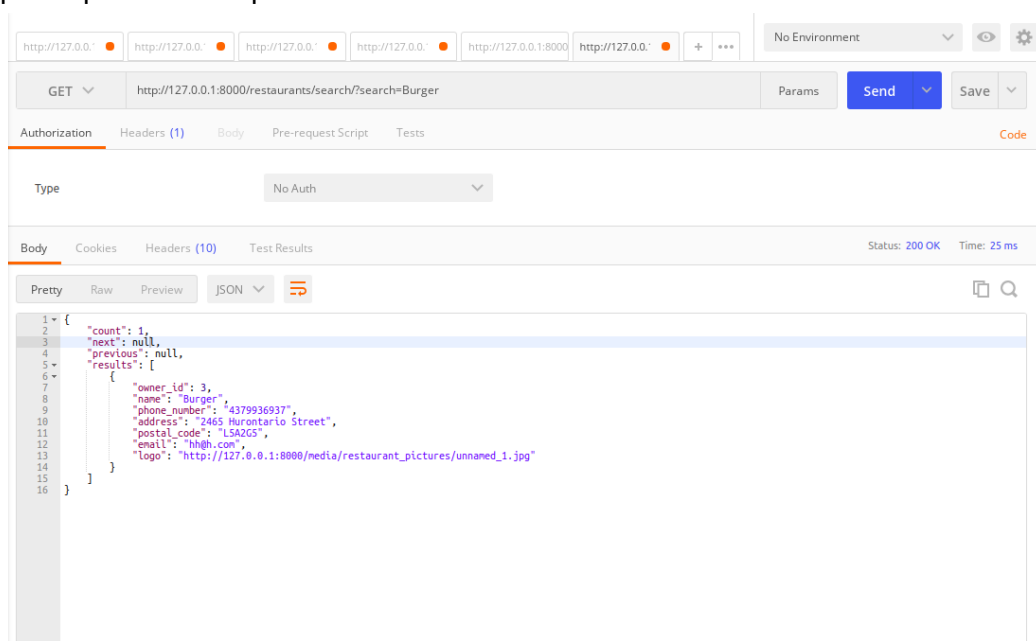 http://127.0.0.' http://127.0.0.' http://127.0.0.' http://127.0.0.' http://127.0.0.1:8000 http://127.0.0.' + •••
No Environment
GET http://127.0.0.1:8000/restaurants/search/?search=Burger Params Send Save
Authorization Headers (1) Body Pre-request Script Tests Code
Type No Auth
Body Cookies Headers (10) Test Results Status: 200 OK Time: 25 ms
Pretty Raw Preview JSON
1 {
2 "count": 1,
3 "next": null,
4 "previous": null,
5 "results": [
6 {
7 "owner_id": 3,
8 "name": "Burger",
9 "phone_number": "4379936937",
10 "address": "2465 Hurontario Street",
11 "postal_code": "L5A2G5",
12 "email": "hh@h.com",
13 "logo": "http://127.0.0.1:8000/media/restaurant_pictures/unnamed_1.jpg"
14 }
15 ]
16 }